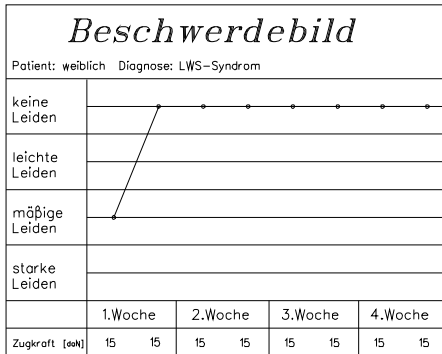 Beschwerdebild
Patient: weiblich Diagnose: LWS-Syndrom
keine
Leiden
leichte
Leiden
mäßige
Leiden
starke
Leiden
1.Woche 2.Woche 3.Woche 4.Woche
Zugkraft [daN] 15 15 15 15 15 15 15 15